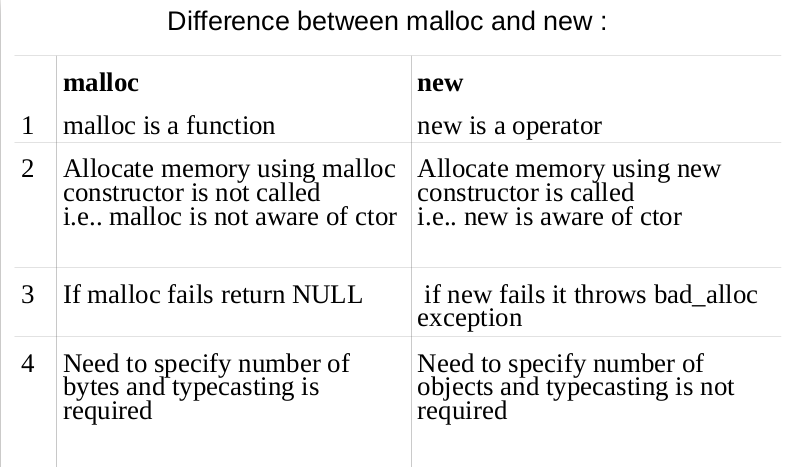 Difference between malloc and new :
malloc new
1 malloc is a function new is a operator
2 Allocate memory using malloc Allocate memory using new
constructor is not called constructor is called
i.e.. malloc is not aware of ctor i.e.. new is aware of ctor
3 If malloc fails return NULL if new fails it throws bad_alloc
exception
4 Need to specify number of Need to specify number of
bytes and typecasting is objects and typecasting is not
required required